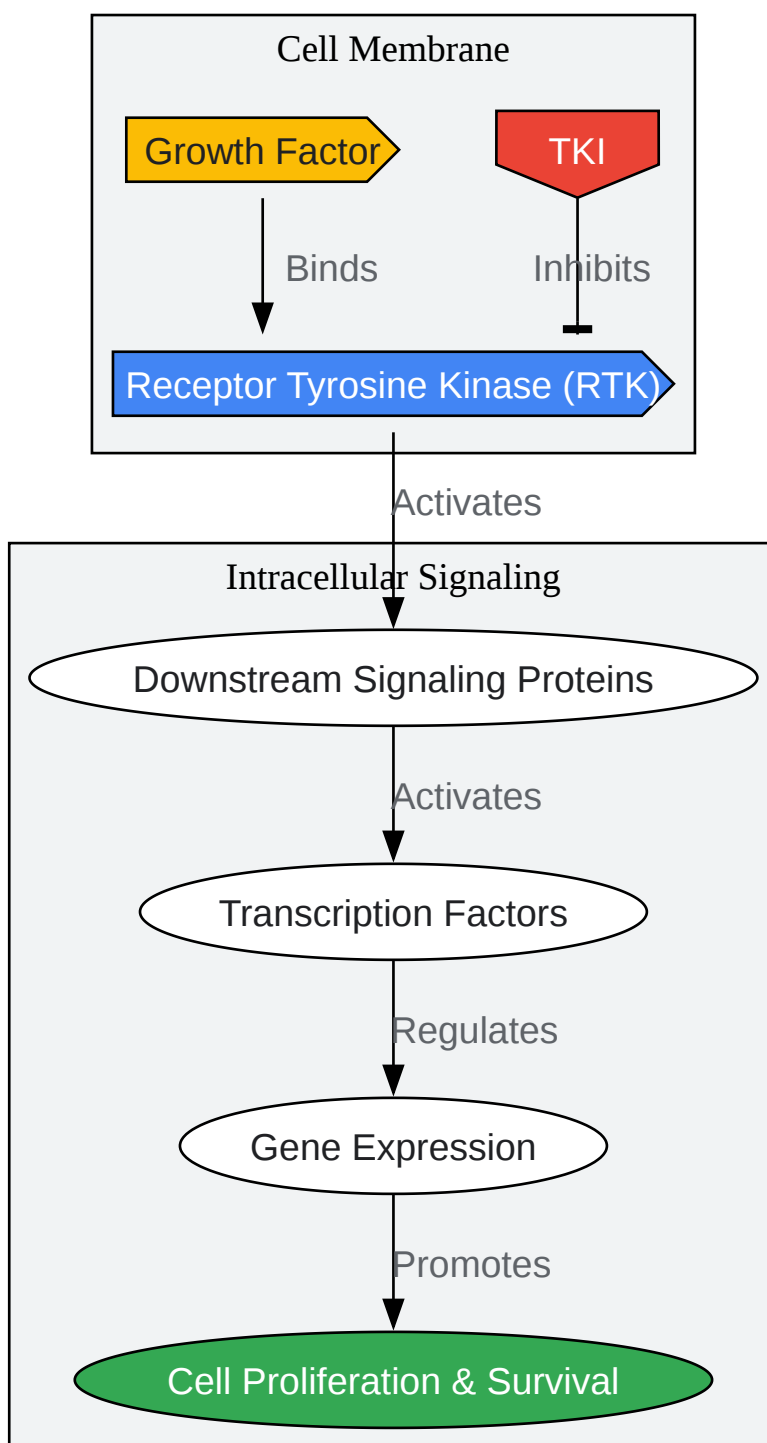 Cell Membrane
Growth Factor
TKI
Binds
Inhibits
Receptor Tyrosine Kinase (RTK)
Activates
Intracellular Signaling
Downstream Signaling Proteins
Activates
Transcription Factors
Regulates
Gene Expression
Promotes
Cell Proliferation & Survival